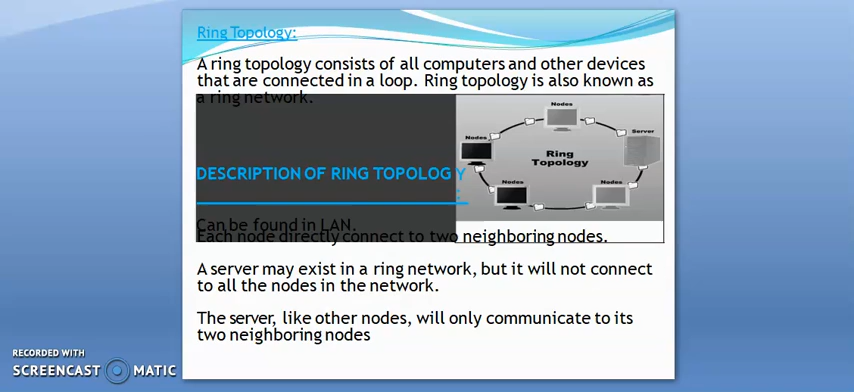 Ring Topology:
A ring topology consists of all computers and other devices
that are connected in a loop. Ring topology is also known as
a ring network.
Nodes
Nodes
Server
Ring
Topology
Nodes
Nodes
DESCRIPTION OF RING TOPOLOGY
:
Can be found in LAN.
Each node directly connect to two neighboring nodes.
A server may exist in a ring network, but it will not connect
to all the nodes in the network.
The server, like other nodes, will only communicate to its
two neighboring nodes
RECORDED WITH
SCREENCAST MATIC